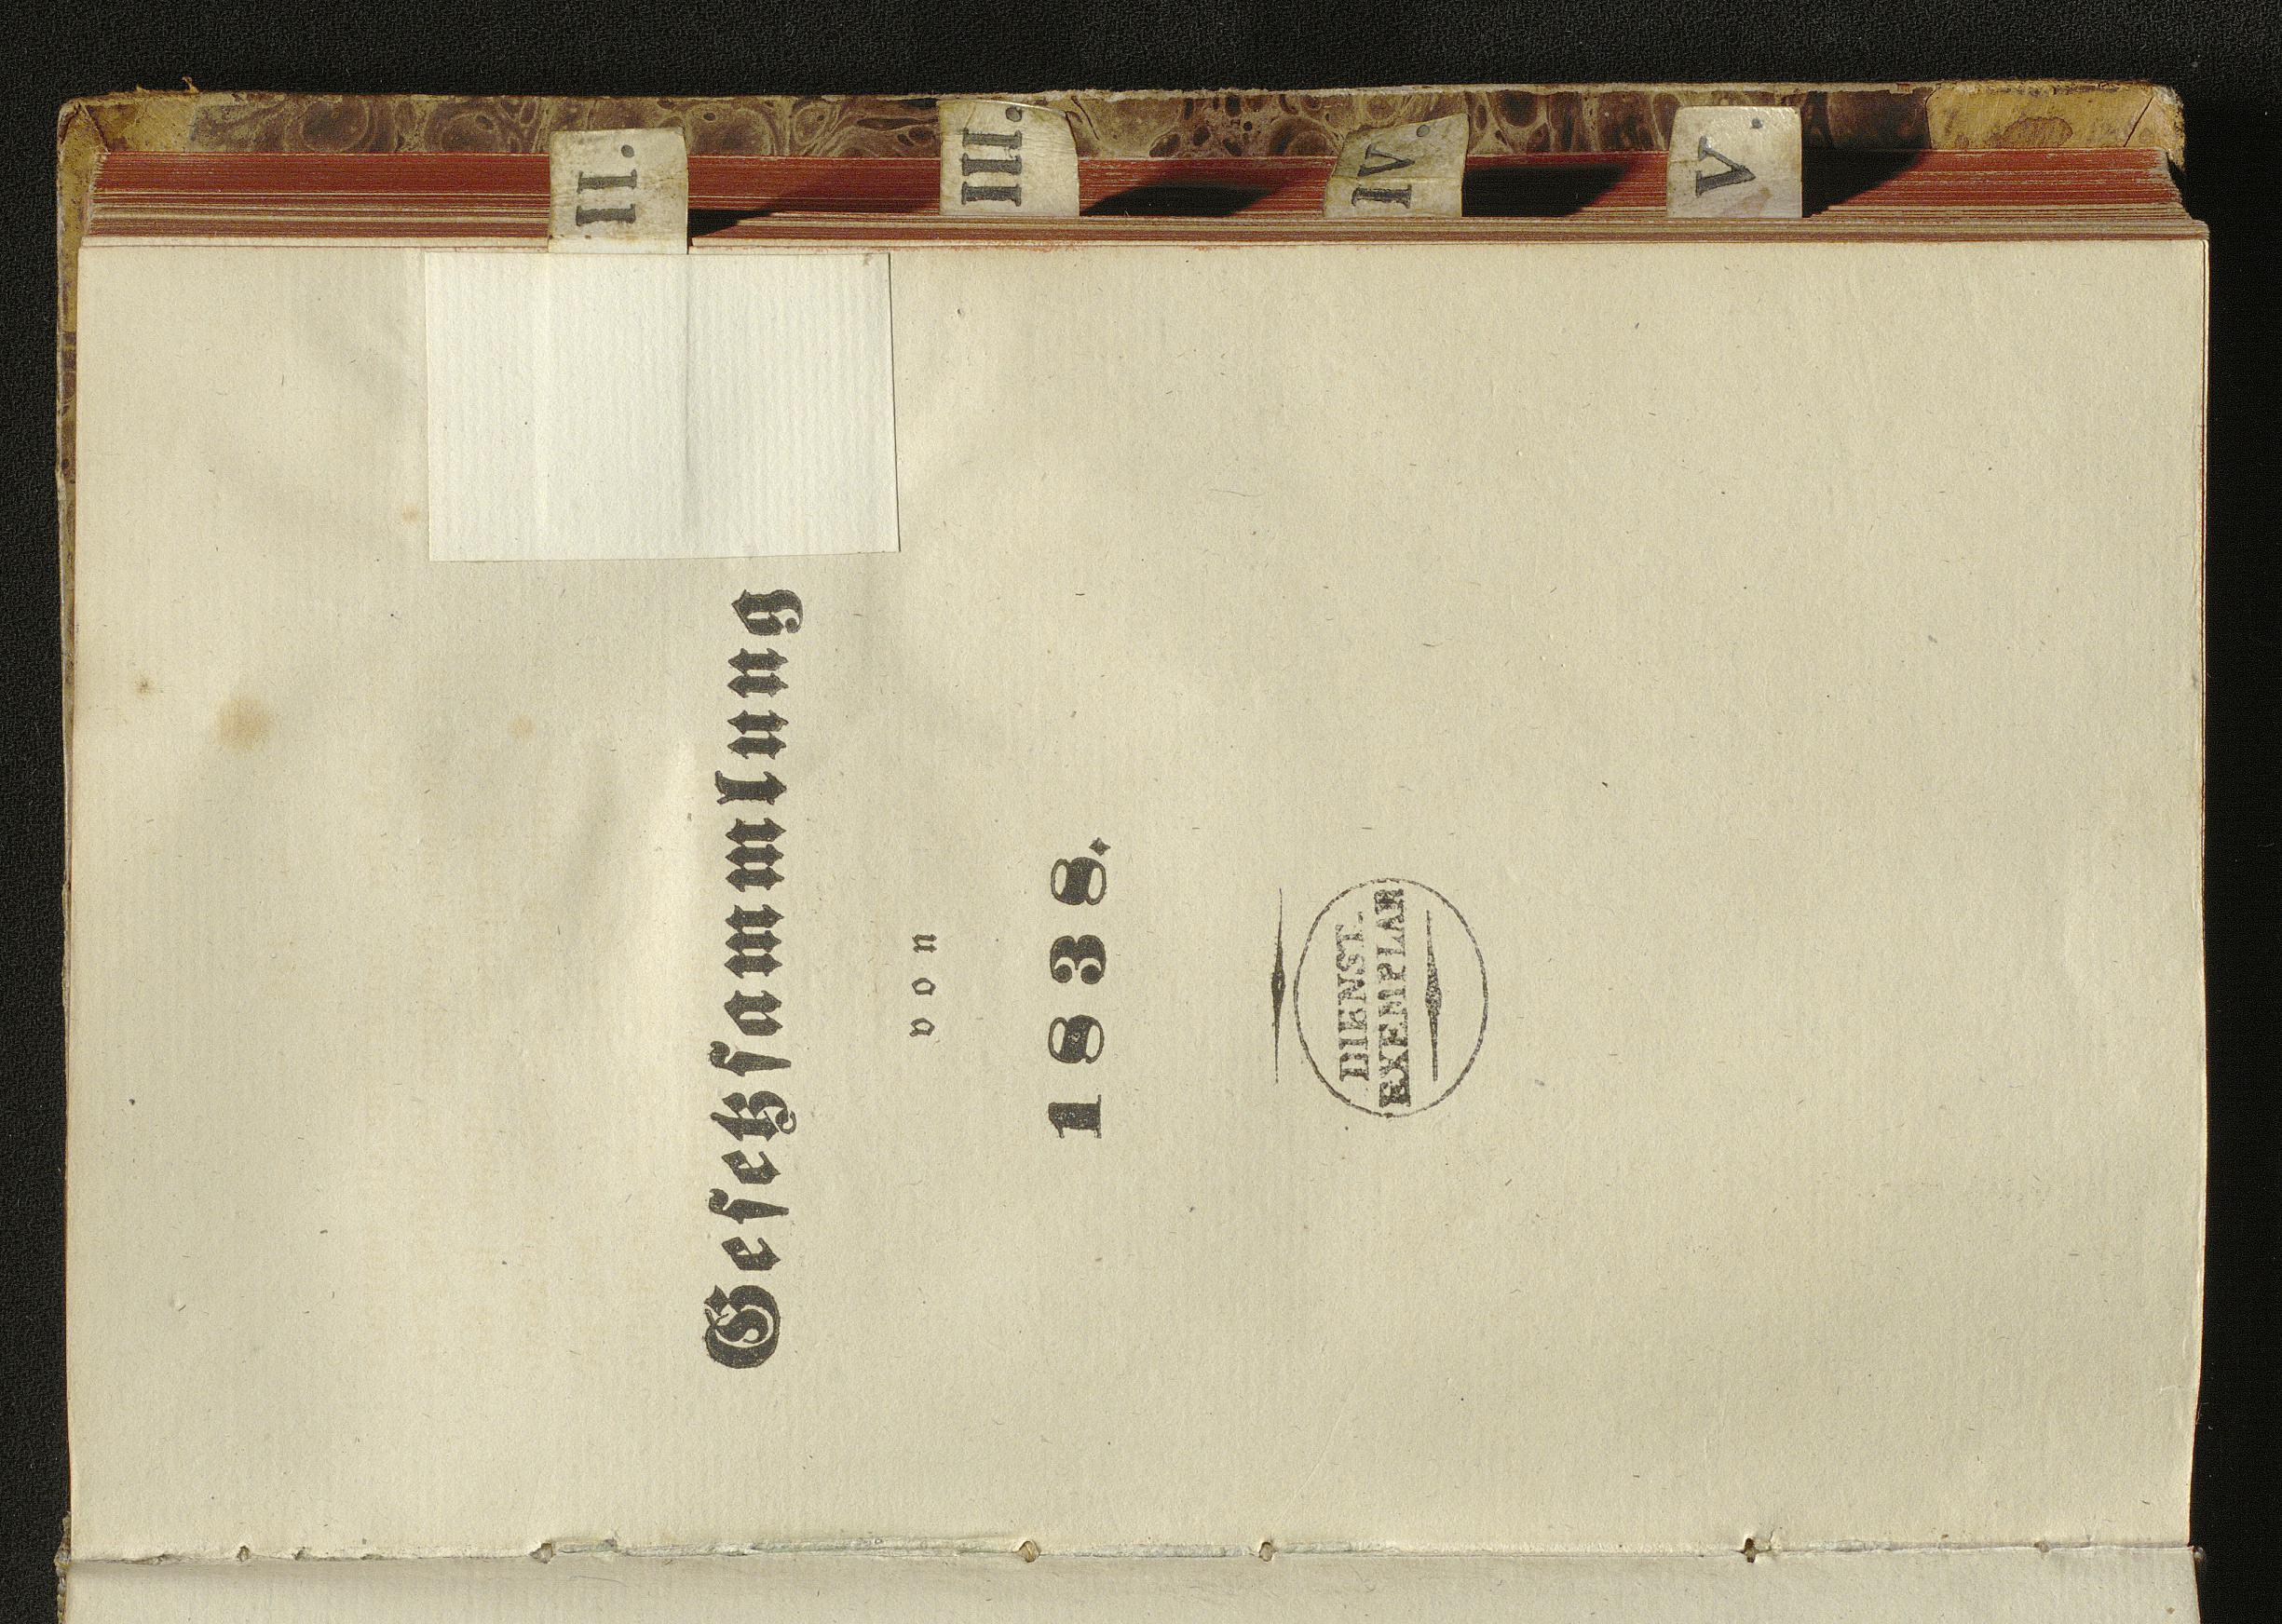 II.
III.
IV.
V.
Gesetzsammlung
von
1838.
DIENST-
EXEMPLAR